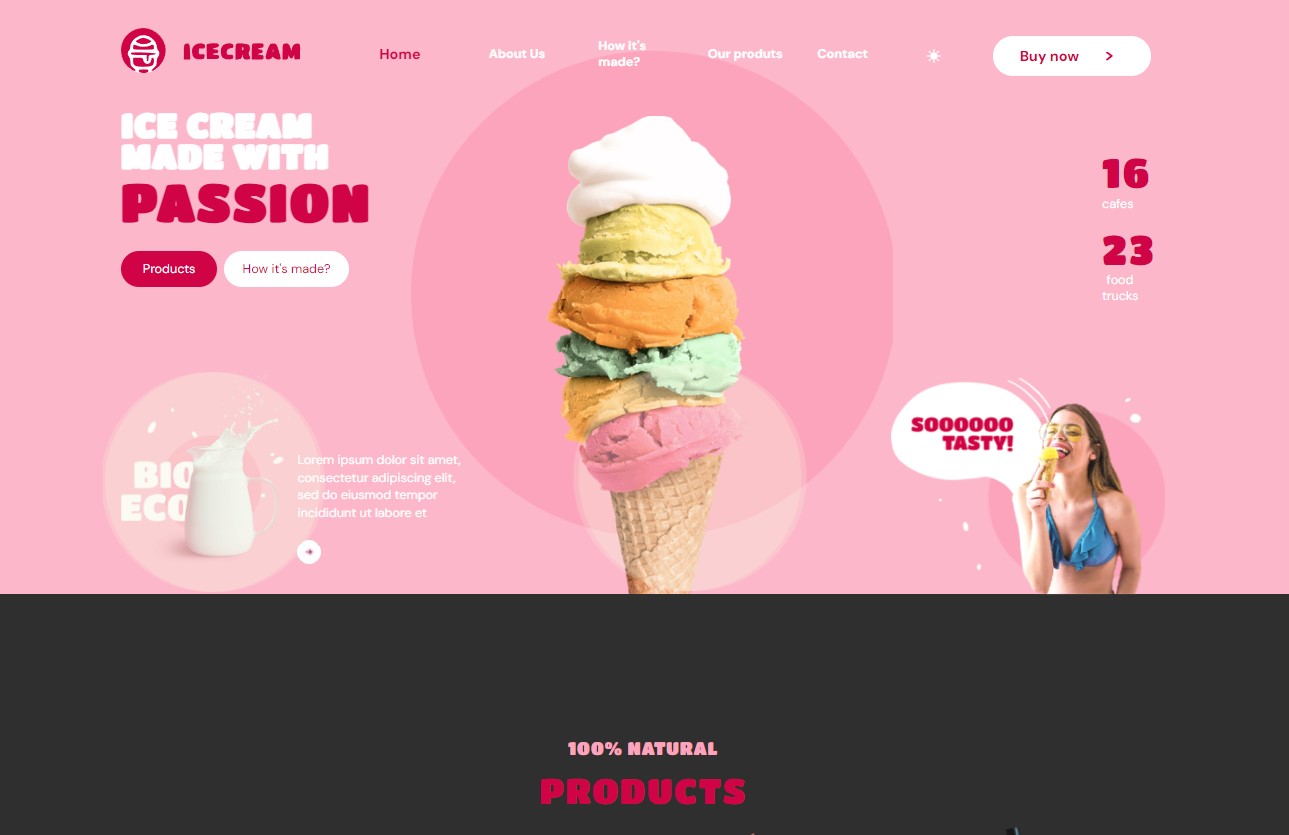 ICECREAM
Home
About Us
How it's
made?
Our produts
Contact
Buy now
ICE CREAM
MADE WITH
PASSION
Products
How it's made?
16
cafes
23
food
trucks
BIO
ECO
Lorem ipsum dolor sit amet,
consectetur adipiscing elit,
sed do eiusmod tempor
incididunt ut labore et
SOOOOOO
TASTY!
100% NATURAL
PRODUCTS